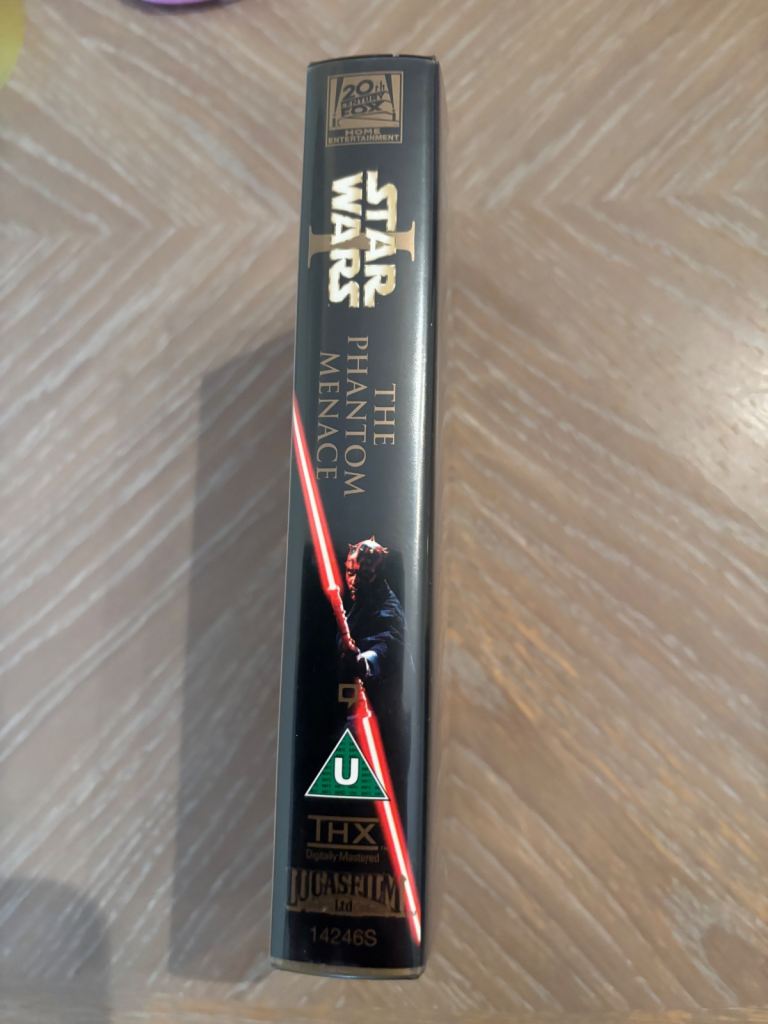 20th
CENTURY
FOX
HOME
ENTERTAINMENT
STAR
I
WARS
THE
PHANTOM
MENACE
U
THX
Digitally Mastered
LUCASFILM
Ltd
14246S